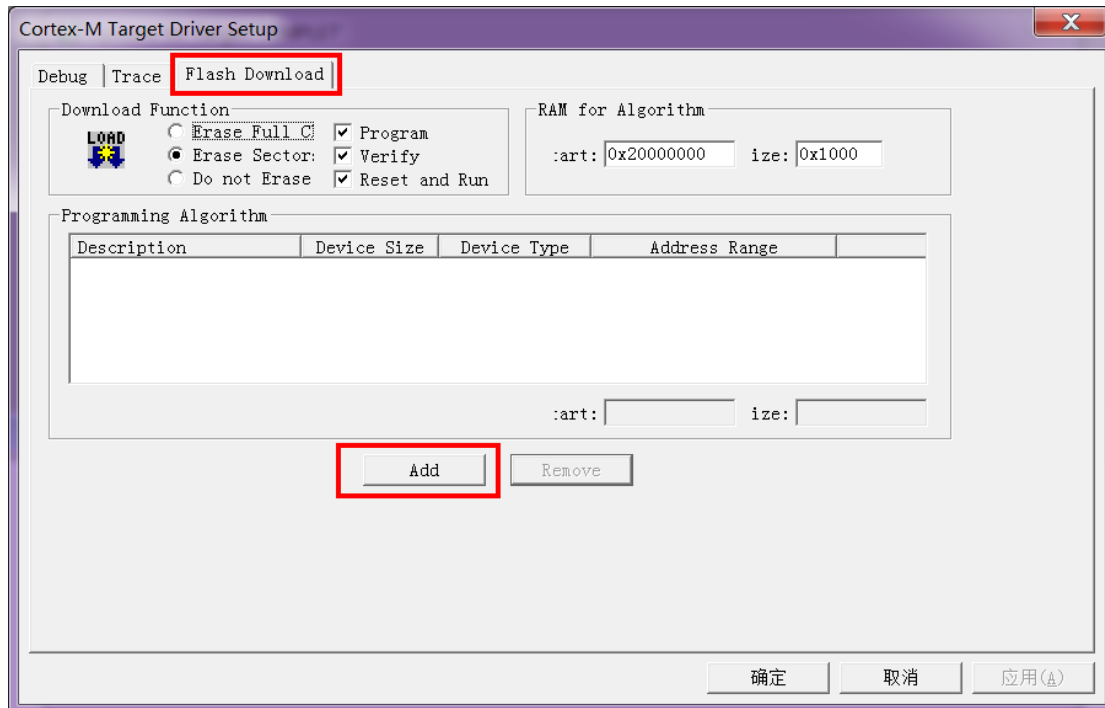 Cortex-M Target Driver Setup
Debug Trace Flash Download
Download Function
LOAD
Erase Full C
Program
Erase Sector:
Verify
Do not Erase
Reset and Run
RAM for Algorithm
:art: 0x20000000 ize: 0x1000
Programming Algorithm
Description Device Size Device Type Address Range
:art: ize:
Add Remove
确定 取消 应用(A)